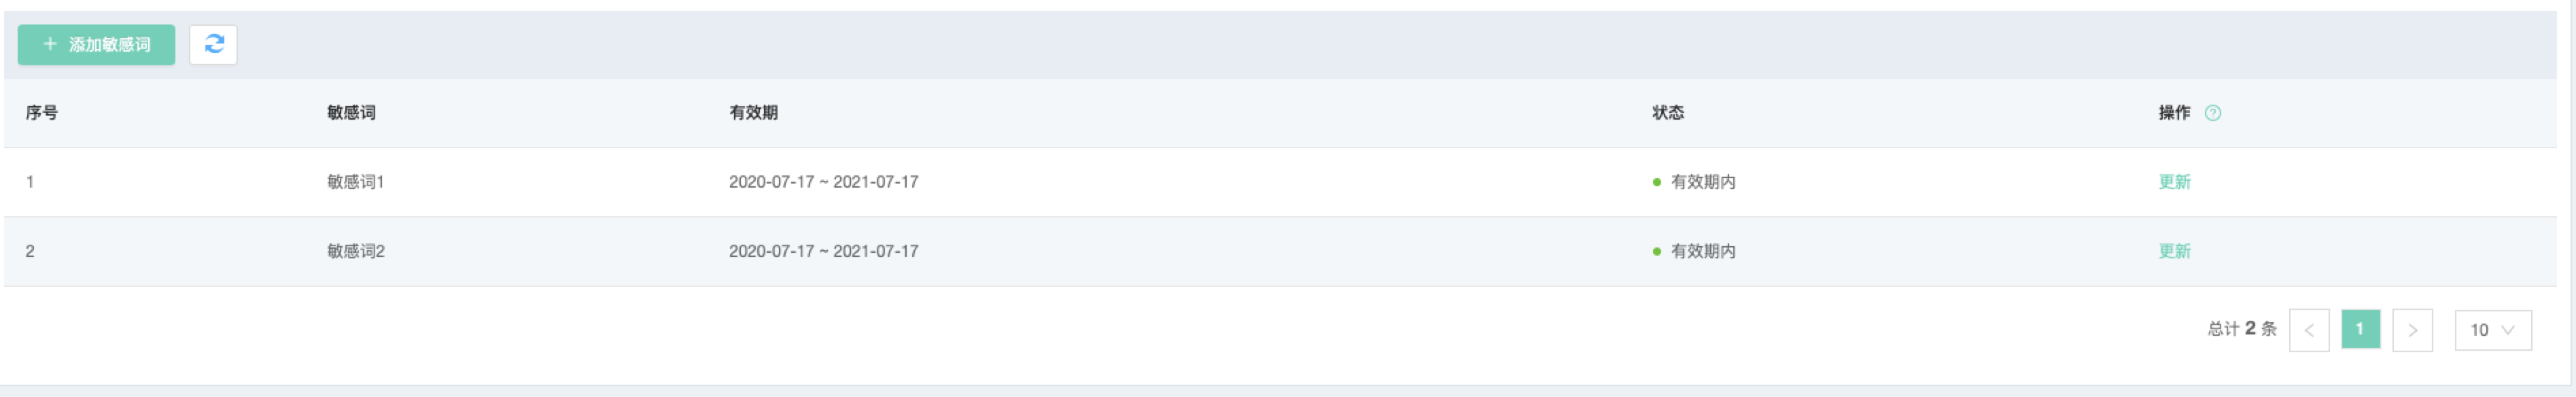 + 添加敏感词
序号 敏感词 有效期 状态 操作 ?
1 敏感词1 2020-07-17 ~ 2021-07-17 有效期内 更新
2 敏感词2 2020-07-17 ~ 2021-07-17 有效期内 更新
总计 2 条 < 1 > 10